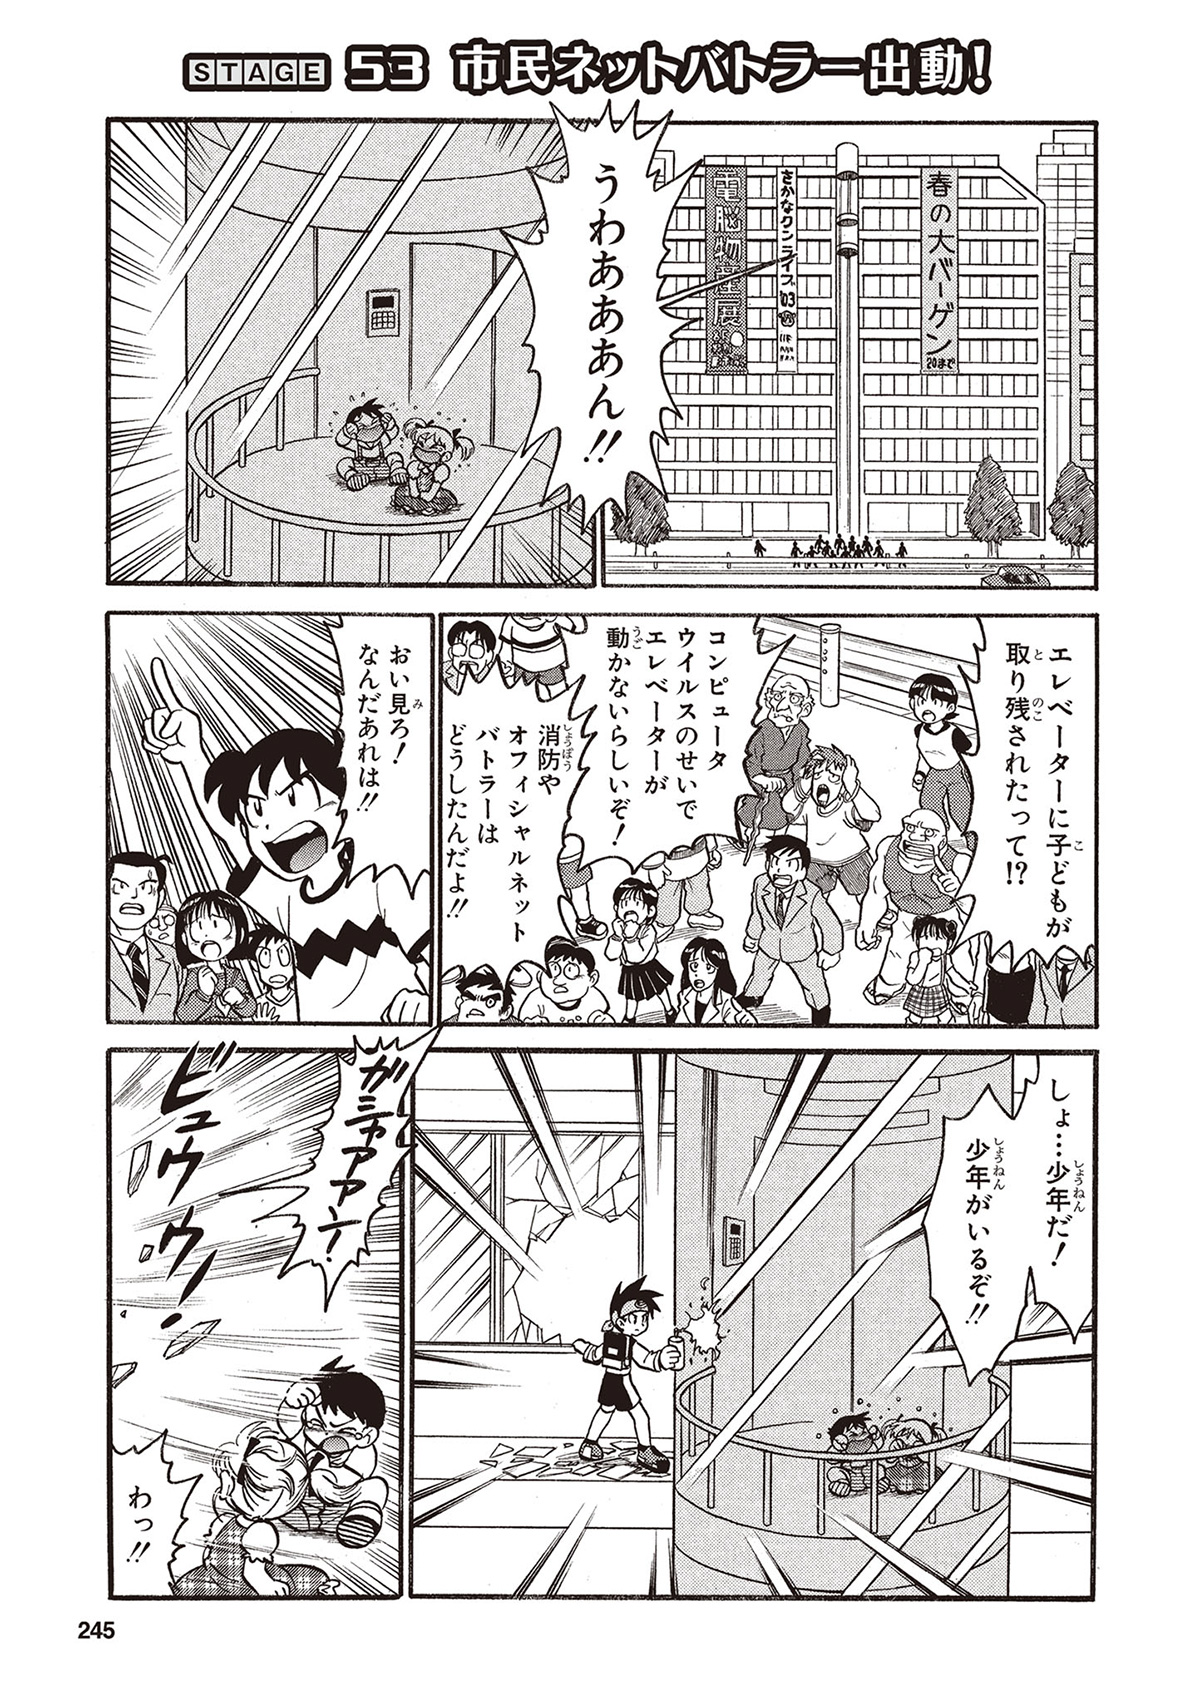 STAGE 53 市民ネットバトラー出動!
春の大バーゲン
20まで
さかなクンライブ'03
電脳物産展
うわあああん!!
エレベーターに子どもが
取り残されたって!?
コンピュータ
ウイルスのせいで
エレベーターが
動かないらしいぞ!
消防や
オフィシャルネット
バトラーは
どうしたんだよ!!
おい見ろ!
なんだあれは!!
しょ…少年だ!
少年がいるぞ!!
ガシャアアーン!
ビュウウ!
わっ!!
245